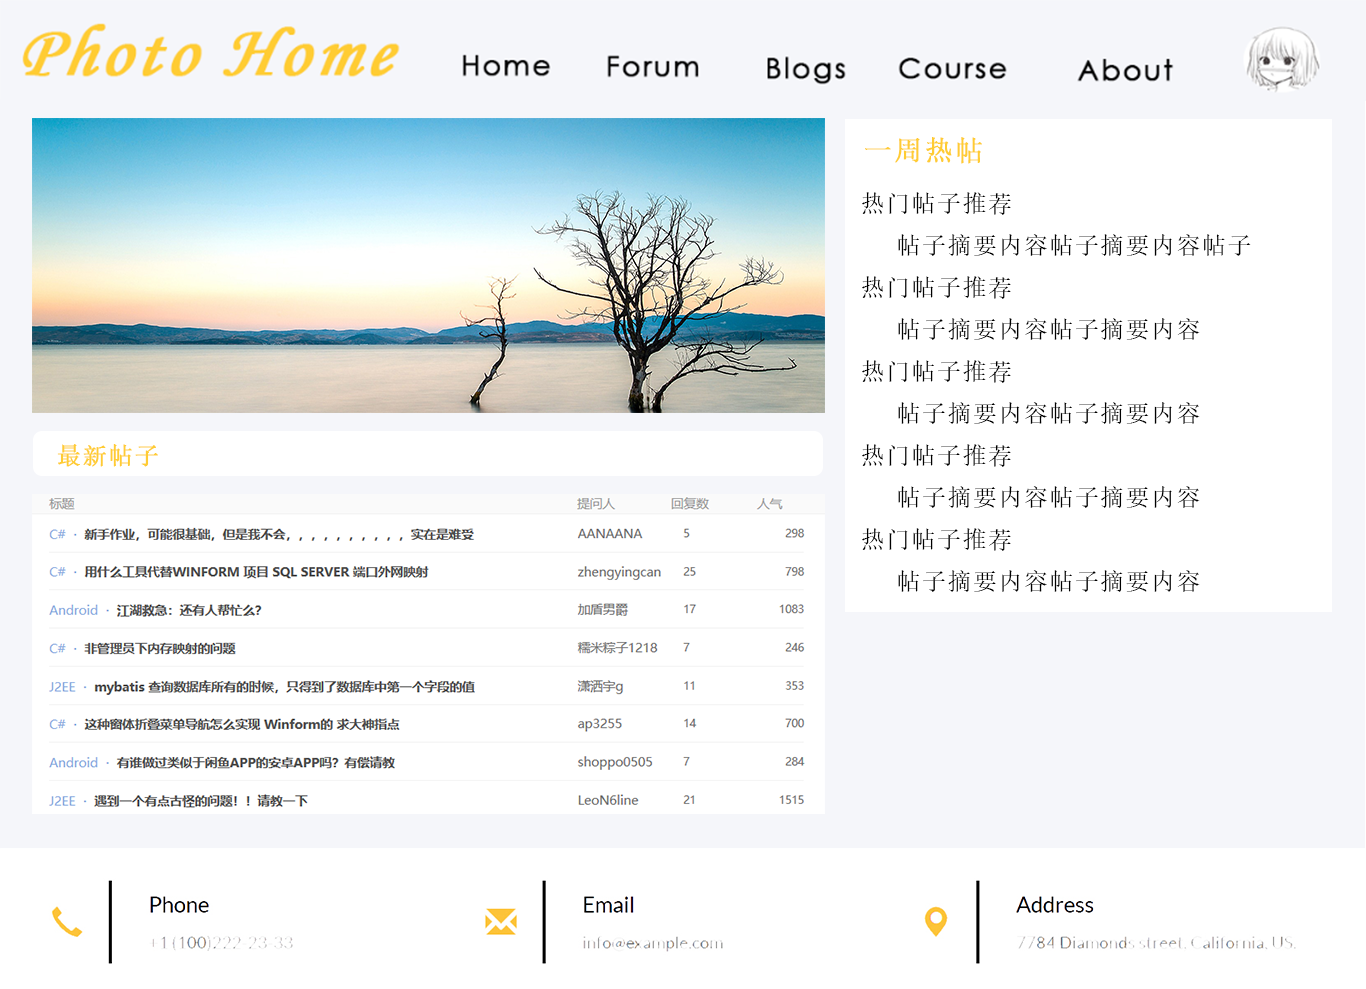 Photo Home
Home Forum Blogs Course About
一周热帖
热门帖子推荐
帖子摘要内容帖子摘要内容帖子
热门帖子推荐
帖子摘要内容帖子摘要内容
热门帖子推荐
帖子摘要内容帖子摘要内容
热门帖子推荐
帖子摘要内容帖子摘要内容
热门帖子推荐
帖子摘要内容帖子摘要内容
最新帖子
标题 提问人 回复数 人气
C# · 新手作业，可能很基础，但是我不会，，，，，，，，，，实在是难受 AANAANA 5 298
C# · 用什么工具代替WINFORM 项目 SQL SERVER 端口外网映射 zhengyingcan 25 798
Android · 江湖救急：还有人帮忙么？ 加盾男爵 17 1083
C# · 非管理员下内存映射的问题 糯米粽子1218 7 246
J2EE · mybatis 查询数据库所有的时候，只得到了数据库中第一个字段的值 潇洒宇g 11 353
C# · 这种窗体折叠菜单导航怎么实现 Winform的 求大神指点 ap3255 14 700
Android · 有谁做过类似于闲鱼APP的安卓APP吗？有偿请教 shoppo0505 7 284
J2EE · 遇到一个有点古怪的问题！！请教一下 LeoN6line 21 1515
Phone
+1 (100)222-23-33
Email
info@example.com
Address
7784 Diamonds street, California, US.